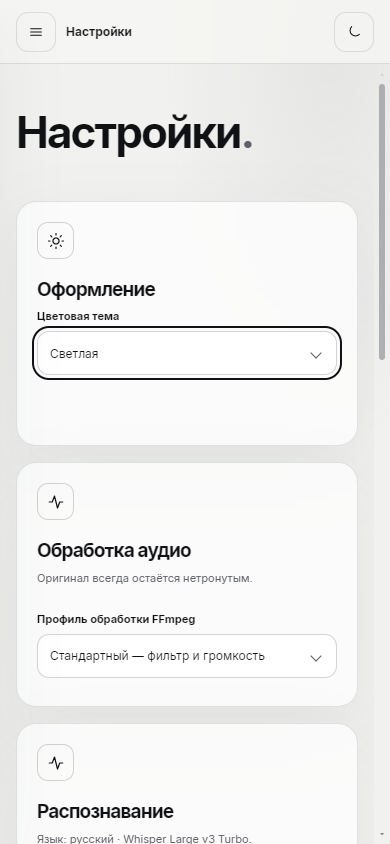 Настройки
Настройки.
Оформление
Цветовая тема
Светлая
Обработка аудио
Оригинал всегда остаётся нетронутым.
Профиль обработки FFmpeg
Стандартный — фильтр и громкость
Распознавание
Язык: русский · Whisper Large v3 Turbo.